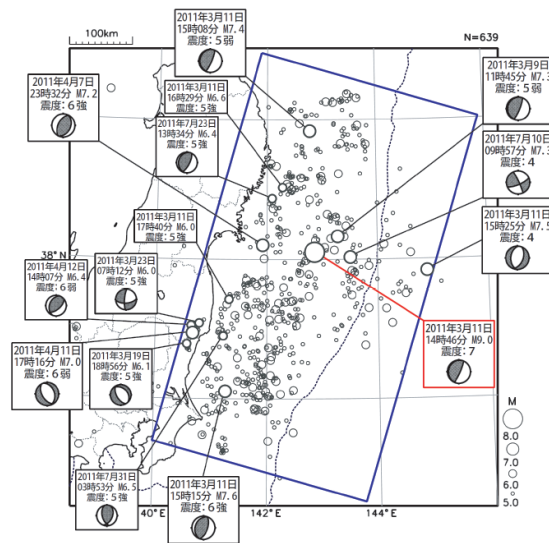 100km
N=639
2011年3月11日
15時08分 M7.4
震度：5弱
2011年3月9日
11時45分 M7.3
震度：5弱
2011年4月7日
23時32分 M7.2
震度：6強
2011年3月11日
16時29分 M6.6
震度：5強
2011年7月23日
13時34分 M6.4
震度：5強
2011年7月10日
09時57分 M7.3
4
2011年3月11日
17時40分 M6.0
震度：5強
2011年3月11日
15時25分 M7.5
4
38°N
2011年4月12日
14時07分 M6.4
震度：6弱
2011年3月23日
07時12分 M6.0
震度：5強
2011年3月11日
14時46分 M9.0
震度：7
2011年4月11日
17時16分 M7.0
震度：6弱
2011年3月19日
18時56分 M6.1
震度：5強
M
8.0
7.0
6.0
5.0
2011年7月31日
03時53分 M6.5
震度：5強
2011年3月11日
15時15分 M7.6
震度：6強
140°E
142°E
144°E